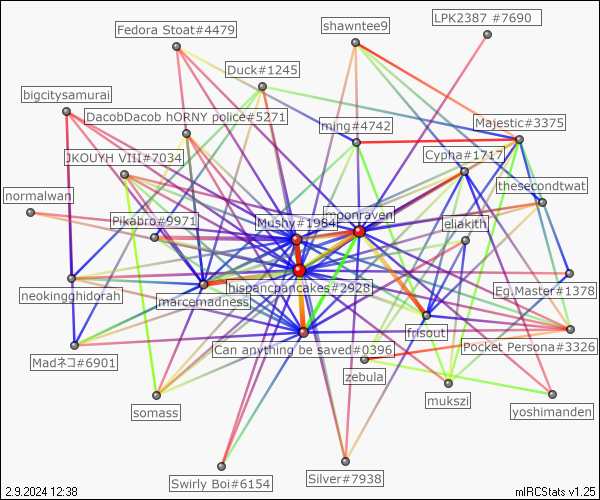 LPK2387 #7690
shawntee9
Fedora Stoat#4479
Duck#1245
bigcitysamurai
DacobDacob hORNY police#5271
ming#4742
Majestic#3375
JKOUYH VIII#7034
Cypha#1717
thesecondtwat
normalwan
Pikabro#9971
Mushy#1984
moonraven
eliakith
hispancpancakes#2928
Eg.Master#1378
neokingghidorah
marcemadness
frisout
Can anything be saved#0396
Pocket Persona#3326
Madネコ#6901
zebula
mukszi
somass
yoshimanden
Swirly Boi#6154
Silver#7938
2.9.2024 12:38
mIRCStats v1.25